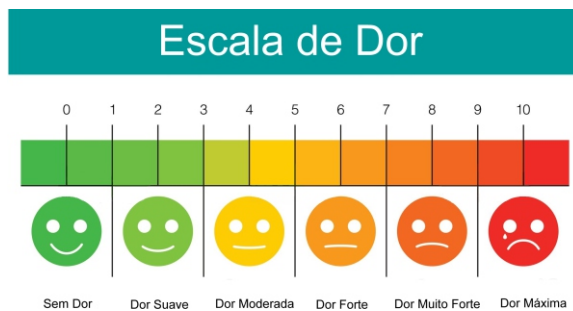 Escala de Dor
0 1 2 3 4 5 6 7 8 9 10
Sem Dor Dor Suave Dor Moderada Dor Forte Dor Muito Forte Dor Máxima